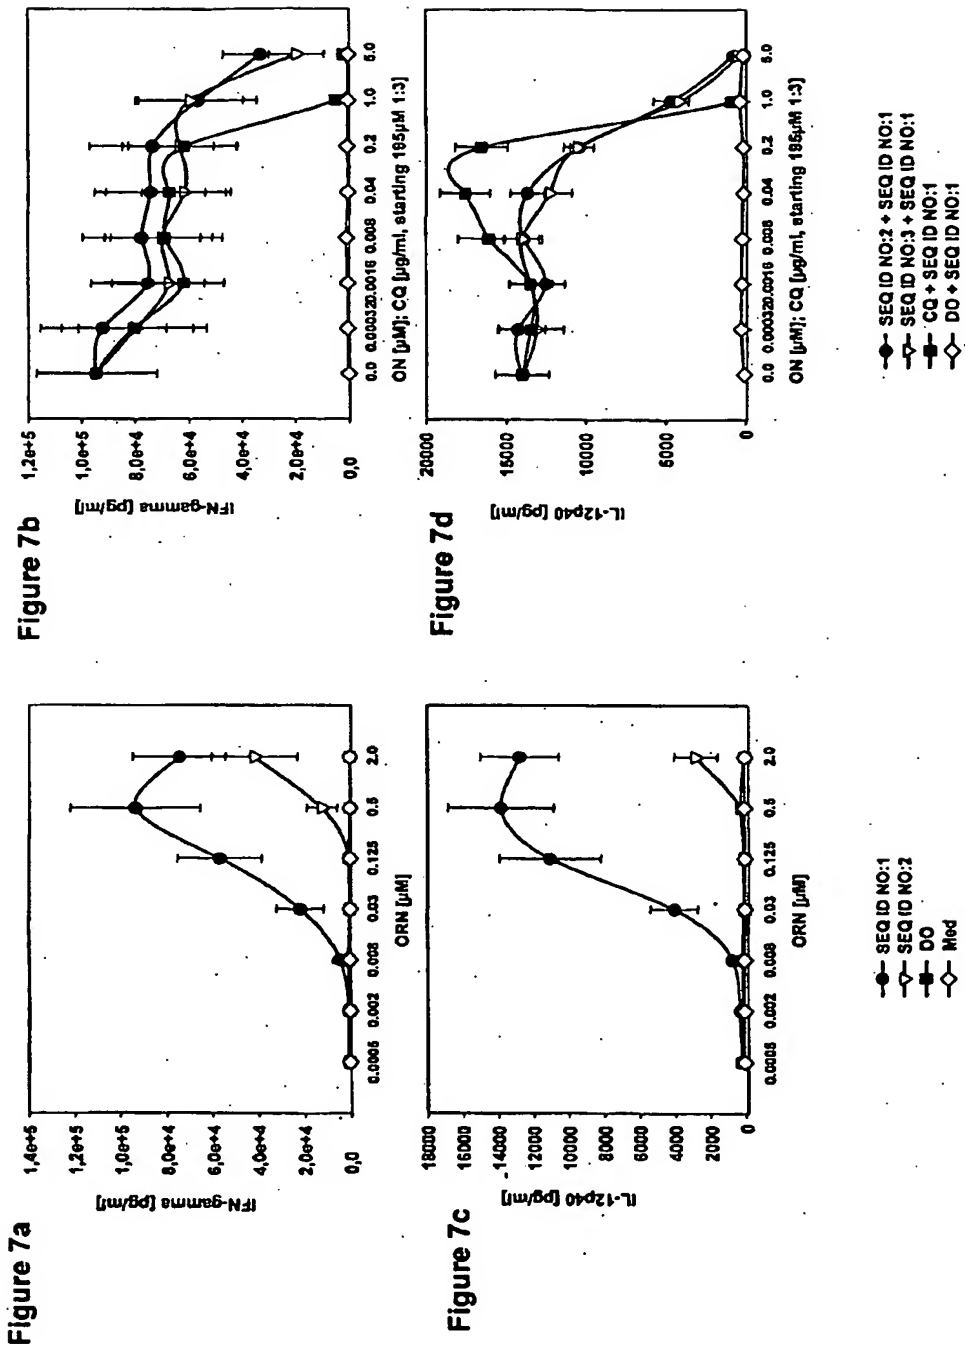 Figure 7a
IFN-gamma [pg/ml]
1,4e+5
1,2e+5
1,0e+5
8,0e+4
6,0e+4
4,0e+4
2,0e+4
0,0
0.0005 0.002 0.008 0.03 0.125 0.5 2.0
ORN [µM]
Figure 7b
IFN-gamma [pg/ml]
1,2e+5
1,0e+5
8,0e+4
6,0e+4
4,0e+4
2,0e+4
0,0
0.0 0.00032 0.0016 0.008 0.04 0.2 1.0 5.0
ON [µM]; CQ [µg/ml, starting 195µM 1:3]
Figure 7c
IL-12p40 [pg/ml]
18000
16000
14000
12000
10000
8000
6000
4000
2000
0
0.0005 0.002 0.008 0.03 0.125 0.5 2.0
ORN [µM]
SEQ ID NO:1
SEQ ID NO:2
DO
Med
Figure 7d
IL-12p40 [pg/ml]
20000
15000
10000
5000
0
0.0 0.00032 0.0016 0.008 0.04 0.2 1.0 5.0
ON [µM]; CQ [µg/ml, starting 195µM 1:3]
SEQ ID NO:2 + SEQ ID NO:1
SEQ ID NO:3 + SEQ ID NO:1
CQ + SEQ ID NO:1
DO + SEQ ID NO:1